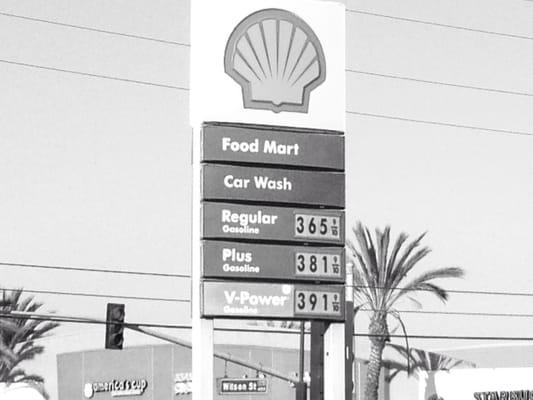 Food Mart
Car Wash
Regular 365 9/10
Gasoline
Plus 381 9/10
Gasoline
V-Power 391 9/10
Gasoline
america's cup
Wilson St